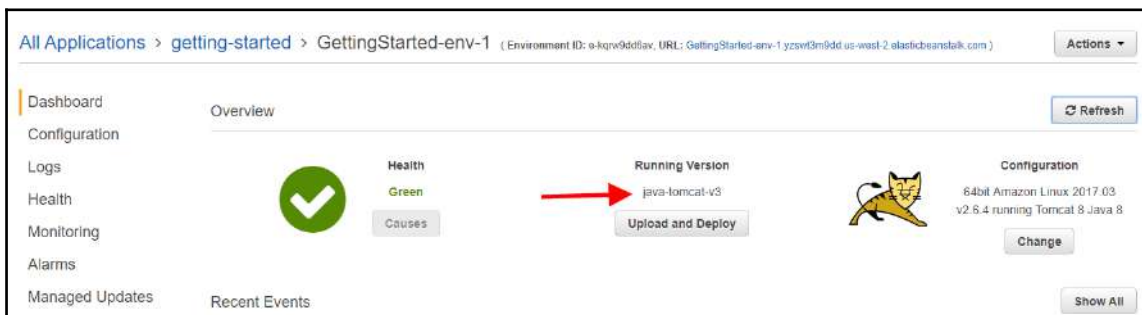 All Applications > getting-started > GettingStarted-env-1 ( Environment ID: e-kqrw9dd6av, URL: GettingStarted-env-1.yzswt3m9dd.us-west-2.elasticbeanstalk.com )
Actions
Dashboard
Configuration
Logs
Health
Monitoring
Alarms
Managed Updates
Overview
Refresh
Health
Green
Causes
Running Version
java-tomcat-v3
Upload and Deploy
Configuration
64bit Amazon Linux 2017.03
v2.6.4 running Tomcat 8 Java 8
Change
Recent Events
Show All